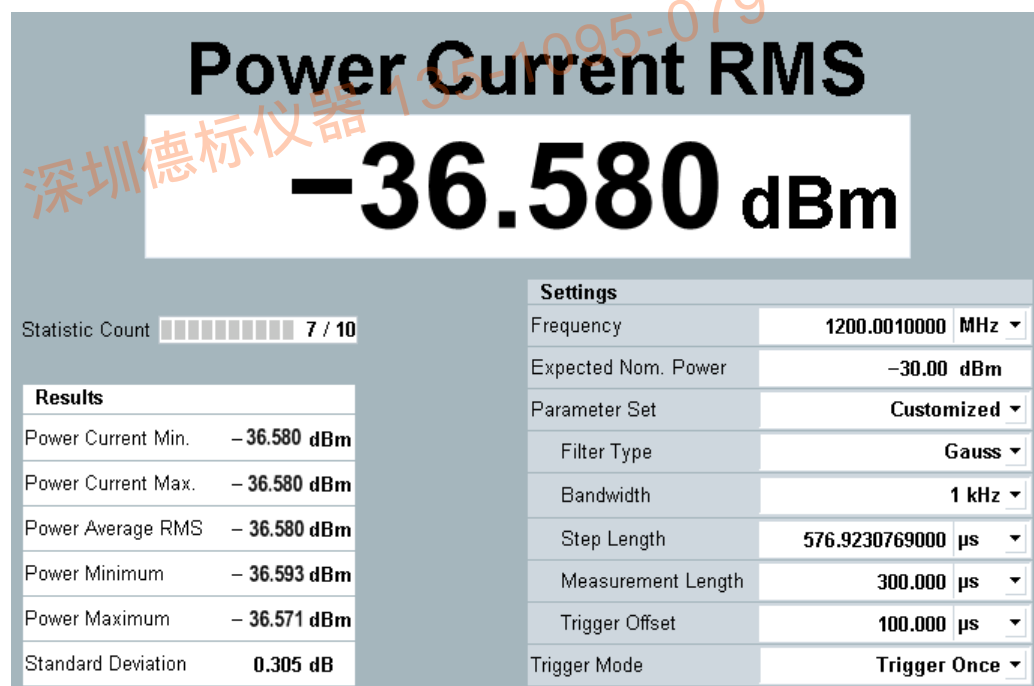 Power Current RMS
深圳德标仪器 135-1095-079
−36.580 dBm
Statistic Count 7 / 10
Results
Power Current Min. −36.580 dBm
Power Current Max. −36.580 dBm
Power Average RMS −36.580 dBm
Power Minimum −36.593 dBm
Power Maximum −36.571 dBm
Standard Deviation 0.305 dB
Settings
Frequency 1200.0010000 MHz
Expected Nom. Power −30.00 dBm
Parameter Set Customized
Filter Type Gauss
Bandwidth 1 kHz
Step Length 576.9230769000 µs
Measurement Length 300.000 µs
Trigger Offset 100.000 µs
Trigger Mode Trigger Once